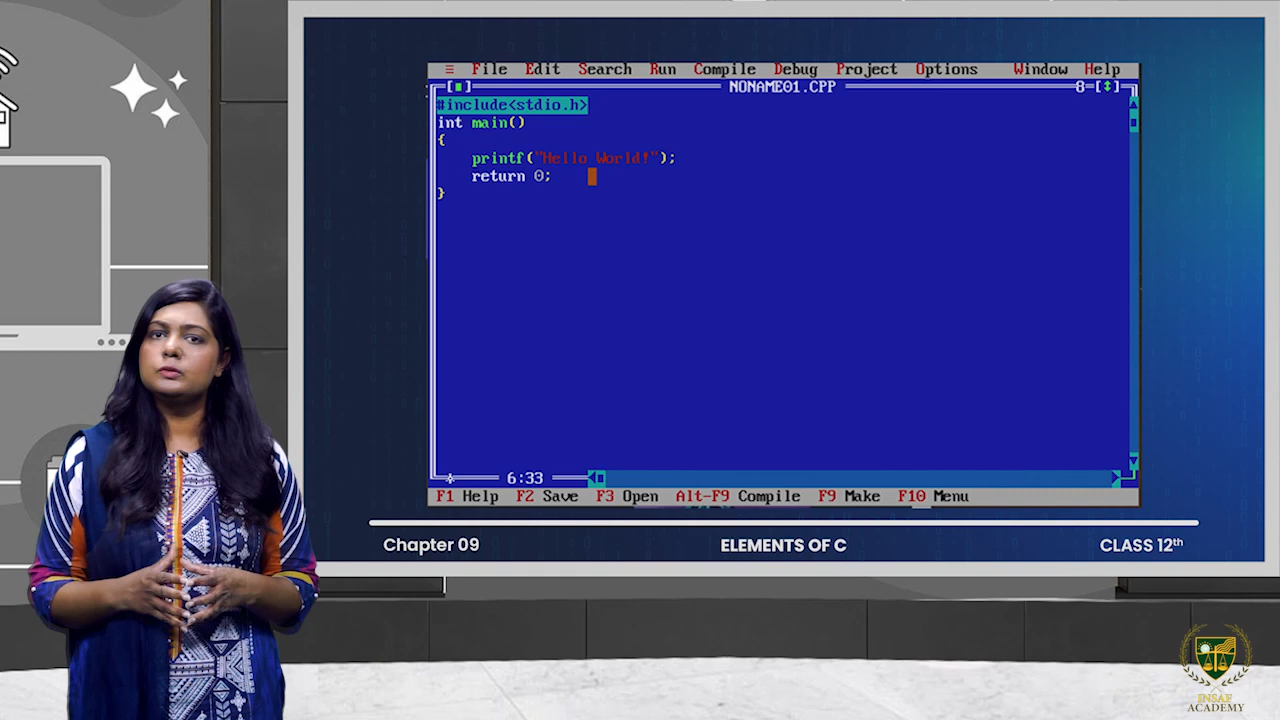 ≡ File Edit Search Run Compile Debug Project Options Window Help
[■] NONAME01.CPP 8=[↕]
#include<stdio.h>
int main()
{
printf("Hello World!");
return 0;
}
6:33
F1 Help F2 Save F3 Open Alt-F9 Compile F9 Make F10 Menu
Chapter 09 ELEMENTS OF C CLASS 12th
INSAF
ACADEMY